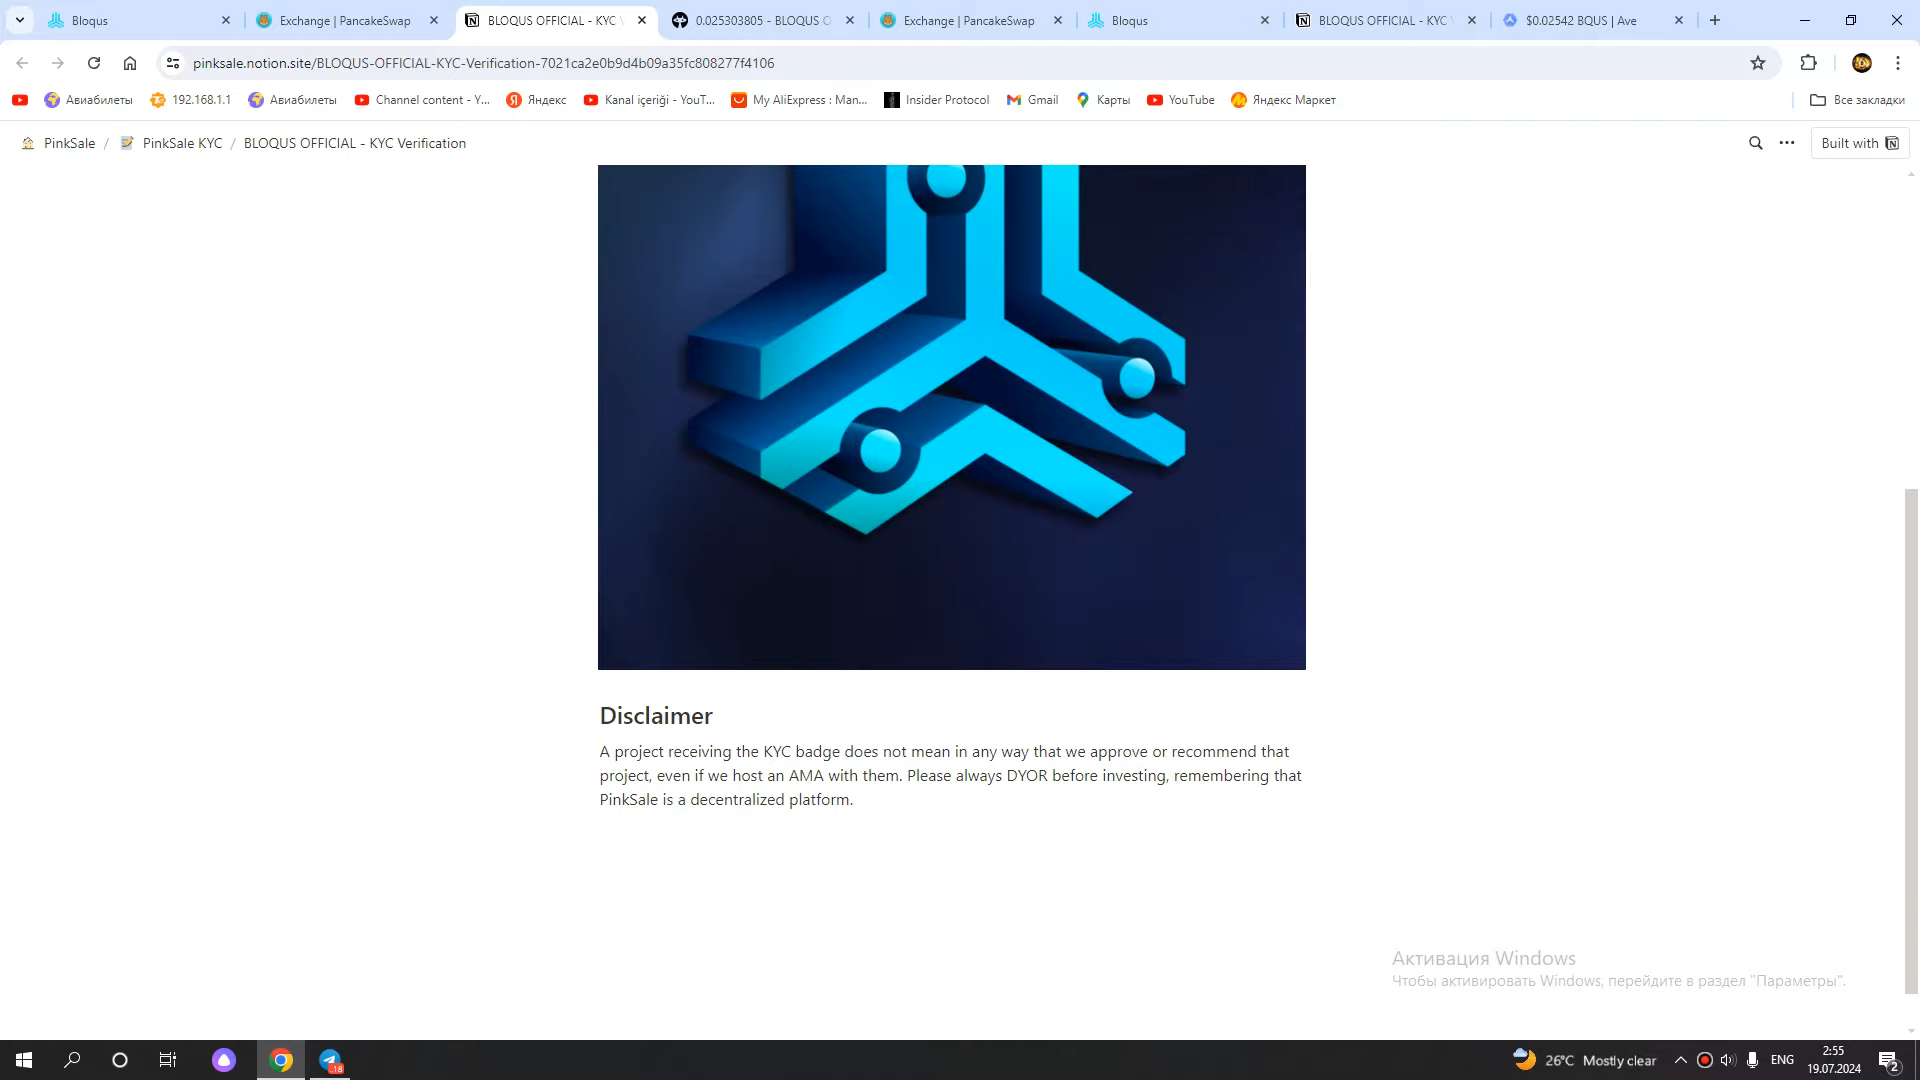 Bloqus
Exchange | PancakeSwap
BLOQUS OFFICIAL - KYC V
0.025303805 - BLOQUS O
Exchange | PancakeSwap
Bloqus
BLOQUS OFFICIAL - KYC V
$0.02542 BQUS | Ave
pinksale.notion.site/BLOQUS-OFFICIAL-KYC-Verification-7021ca2e0b9d4b09a35fc808277f4106
Авиабилеты
192.168.1.1
Авиабилеты
Channel content - Y...
Яндекс
Kanal içeriği - YouT...
My AliExpress : Man...
Insider Protocol
Gmail
Карты
YouTube
Яндекс Маркет
Все закладки
PinkSale / PinkSale KYC / BLOQUS OFFICIAL - KYC Verification
Built with
Disclaimer
A project receiving the KYC badge does not mean in any way that we approve or recommend that
project, even if we host an AMA with them. Please always DYOR before investing, remembering that
PinkSale is a decentralized platform.
Активация Windows
Чтобы активировать Windows, перейдите в раздел "Параметры".
18
26°C Mostly clear
ENG
2:55
19.07.2024
2